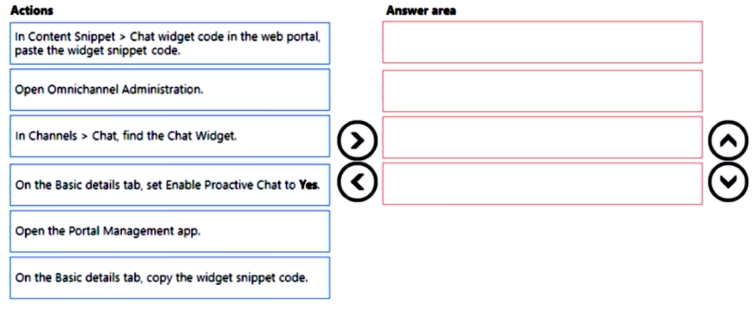 Actions
Answer area
In Content Snippet > Chat widget code in the web portal,
paste the widget snippet code.
Open Omnichannel Administration.
In Channels > Chat, find the Chat Widget.
On the Basic details tab, set Enable Proactive Chat to Yes.
Open the Portal Management app.
On the Basic details tab, copy the widget snippet code.